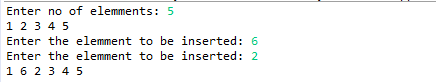 Enter no of elemments: 5
1 2 3 4 5
Enter the elemment to be inserted: 6
Enter the elemment to be inserted: 2
1 6 2 3 4 5